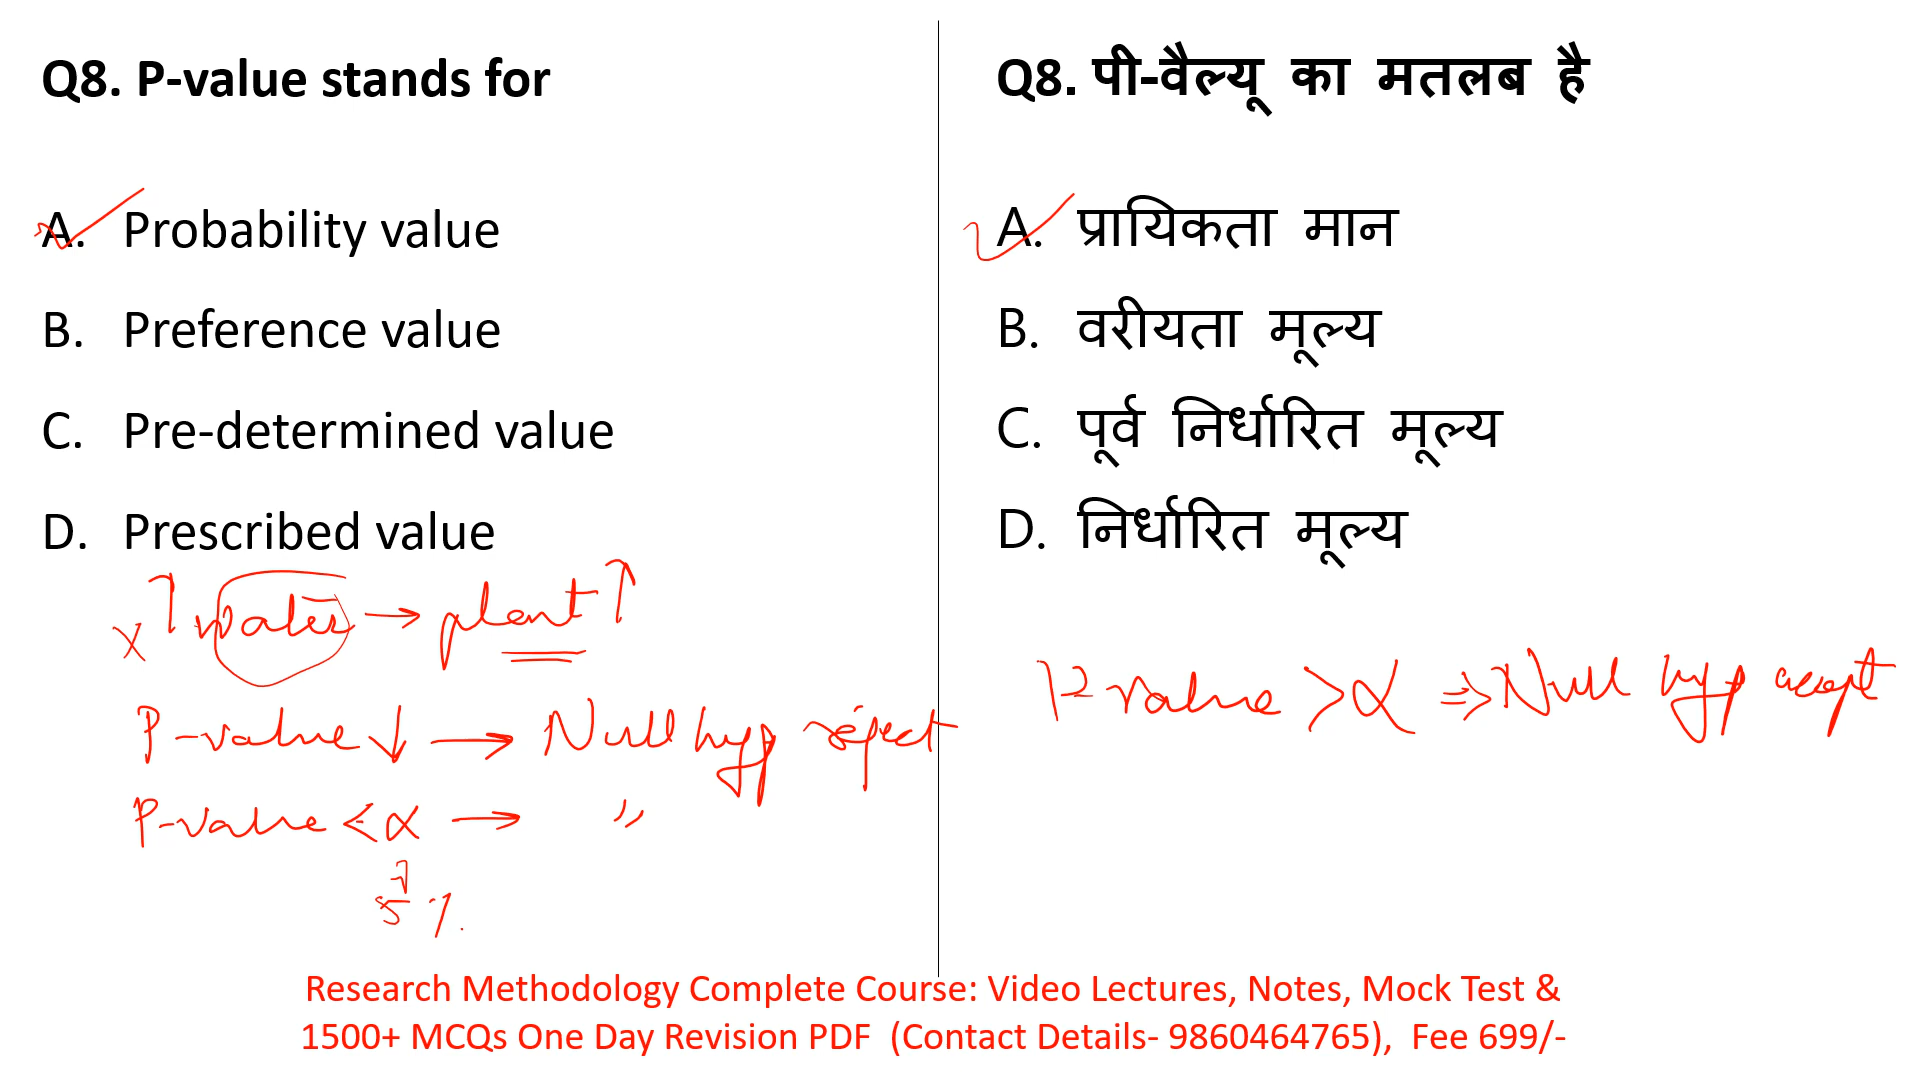 Q8. P-value stands for
A. Probability value
B. Preference value
C. Pre-determined value
D. Prescribed value
x ↑ water → plant ↑
P-value ↓ → Null hyp reject
P-value < α → "
5 %
Q8. पी-वैल्यू का मतलब है
A. प्रायिकता मान
B. वरीयता मूल्य
C. पूर्व निर्धारित मूल्य
D. निर्धारित मूल्य
P-value > α ⇒ Null hyp accept
Research Methodology Complete Course: Video Lectures, Notes, Mock Test &
1500+ MCQs One Day Revision PDF (Contact Details- 9860464765), Fee 699/-